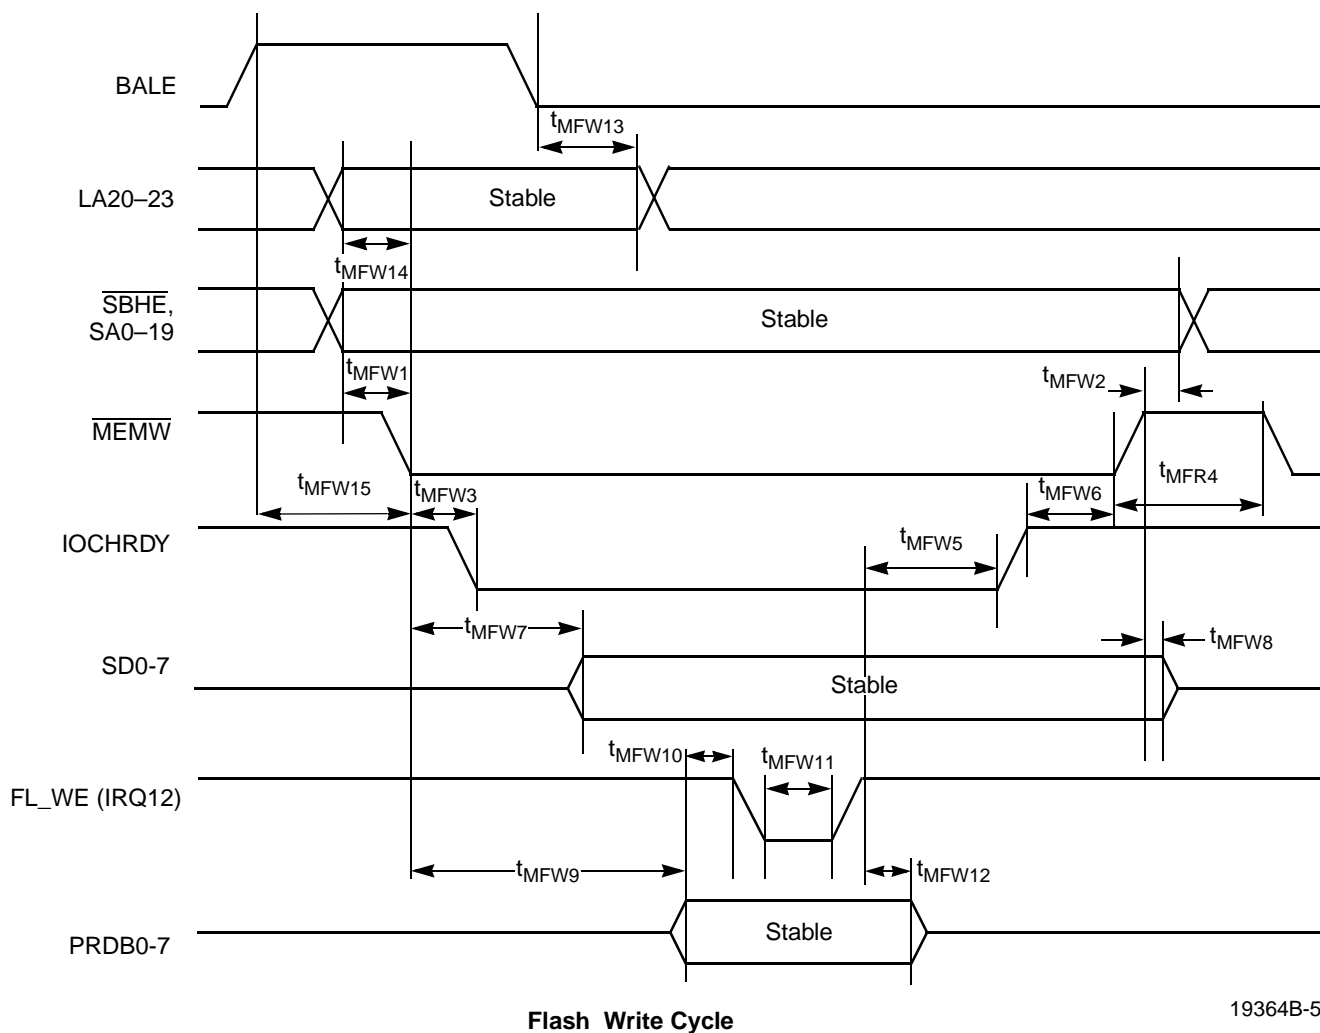 BALE
tMFW13
LA20–23
Stable
tMFW14
SBHE,
SA0–19
Stable
tMFW1
tMFW2
MEMW
tMFW15
tMFW3
tMFW6
tMFR4
IOCHRDY
tMFW5
tMFW7
tMFW8
SD0-7
Stable
tMFW10
tMFW11
FL_WE (IRQ12)
tMFW9
tMFW12
PRDB0-7
Stable
Flash Write Cycle
19364B-5